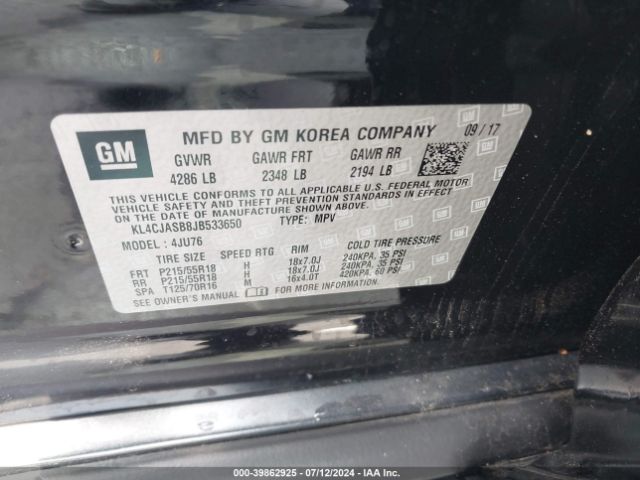 GM
MFD BY GM KOREA COMPANY 09/17
GVWR GAWR FRT GAWR RR
4286 LB 2348 LB 2194 LB
THIS VEHICLE CONFORMS TO ALL APPLICABLE U.S. FEDERAL MOTOR
VEHICLE SAFETY AND THEFT PREVENTION STANDARDS IN EFFECT ON
THE DATE OF MANUFACTURE SHOWN ABOVE.
KL4CJASB8JB533650 TYPE: MPV
MODEL: 4JU76
TIRE SIZE SPEED RTG RIM COLD TIRE PRESSURE
FRT P215/55R18 H 18x7.0J 240KPA, 35 PSI
RR P215/55R18 H 18x7.0J 240KPA, 35 PSI
SPA T125/70R16 M 16x4.0T 420KPA, 60 PSI
SEE OWNER'S MANUAL FOR MORE INFORMATION.
000-39862925 - 07/12/2024 - IAA Inc.